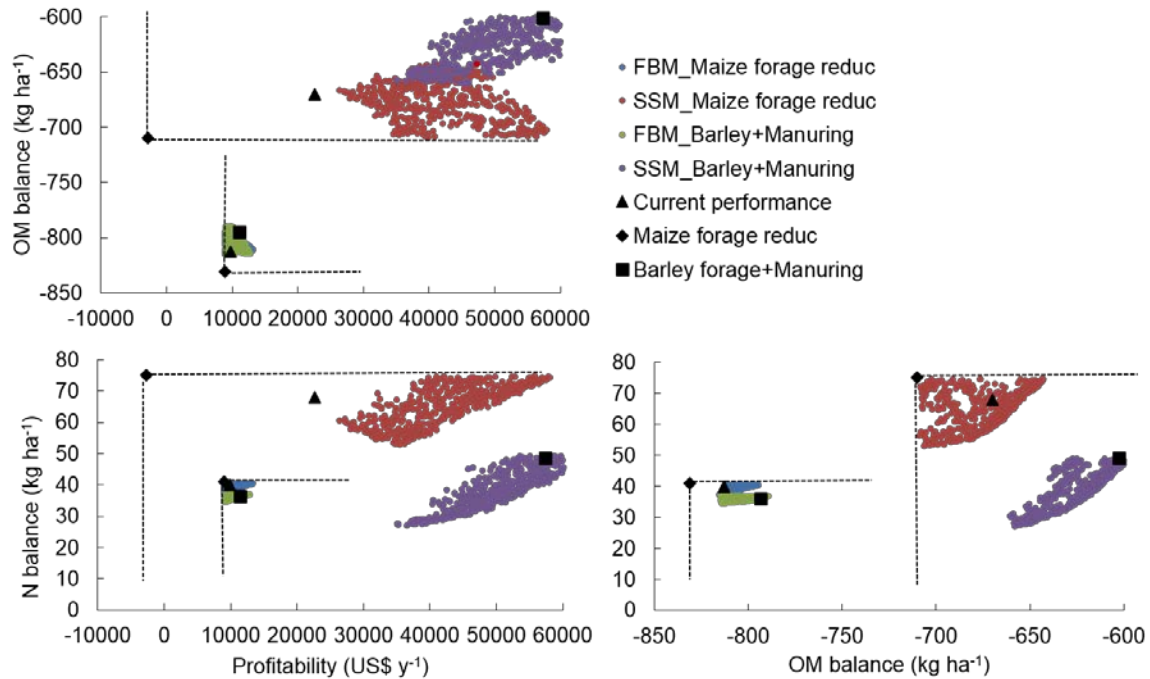 -600
-650
-700
-750
-800
-850
OM balance (kg ha⁻¹)
-10000 0 10000 20000 30000 40000 50000 60000
FBM_Maize forage reduc
SSM_Maize forage reduc
FBM_Barley+Manuring
SSM_Barley+Manuring
Current performance
Maize forage reduc
Barley forage+Manuring
80
70
60
50
40
30
20
10
0
N balance (kg ha⁻¹)
-10000 0 10000 20000 30000 40000 50000 60000
Profitability (US$ y⁻¹)
80
70
60
50
40
30
20
10
0
-850 -800 -750 -700 -650 -600
OM balance (kg ha⁻¹)